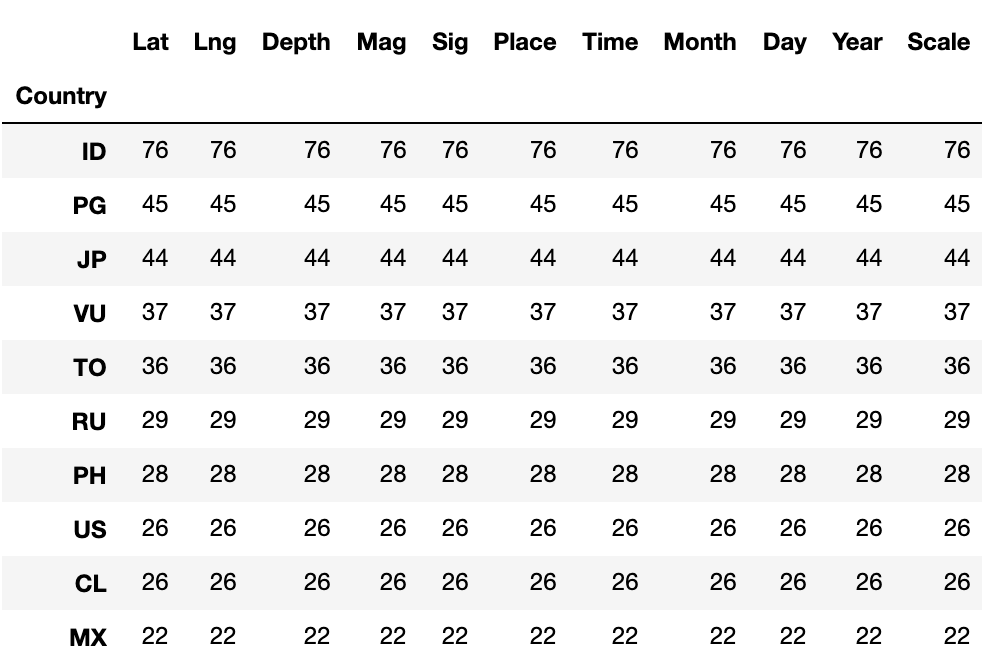 Lat Lng Depth Mag Sig Place Time Month Day Year Scale
Country
ID 76 76 76 76 76 76 76 76 76 76 76
PG 45 45 45 45 45 45 45 45 45 45 45
JP 44 44 44 44 44 44 44 44 44 44 44
VU 37 37 37 37 37 37 37 37 37 37 37
TO 36 36 36 36 36 36 36 36 36 36 36
RU 29 29 29 29 29 29 29 29 29 29 29
PH 28 28 28 28 28 28 28 28 28 28 28
US 26 26 26 26 26 26 26 26 26 26 26
CL 26 26 26 26 26 26 26 26 26 26 26
MX 22 22 22 22 22 22 22 22 22 22 22